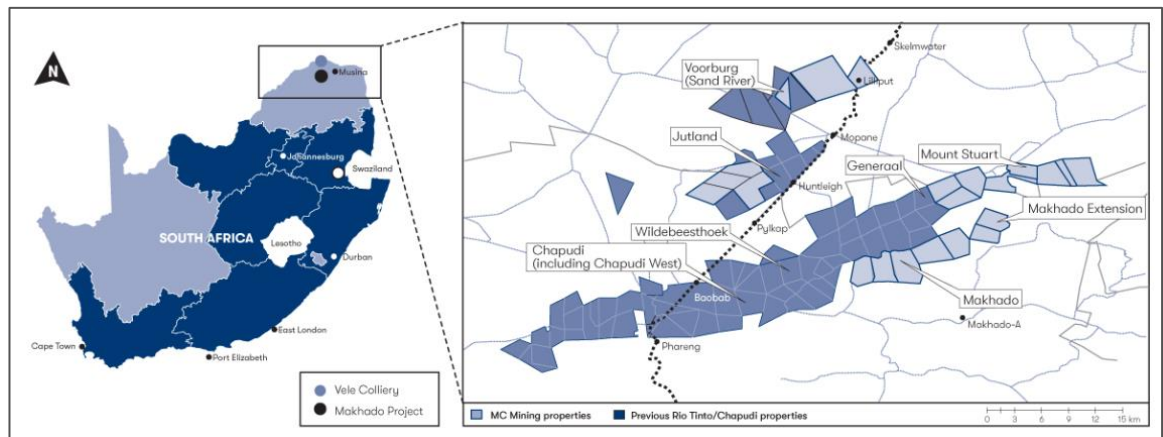 N
Musina
Johannesburg
Swaziland
SOUTH AFRICA
Lesotho
Durban
East London
Cape Town
Port Elizabeth
Vele Colliery
Makhado Project
Skelmwater
Voorburg
(Sand River)
Lilliput
Jutland
Mopane
Mount Stuart
Generaal
Huntleigh
Makhado Extension
Pylkop
Wildebeesthoek
Chapudi
(including Chapudi West)
Baobab
Makhado
Makhado-A
Phareng
MC Mining properties
Previous Rio Tinto/Chapudi properties
0 3 6 9 12 15 km